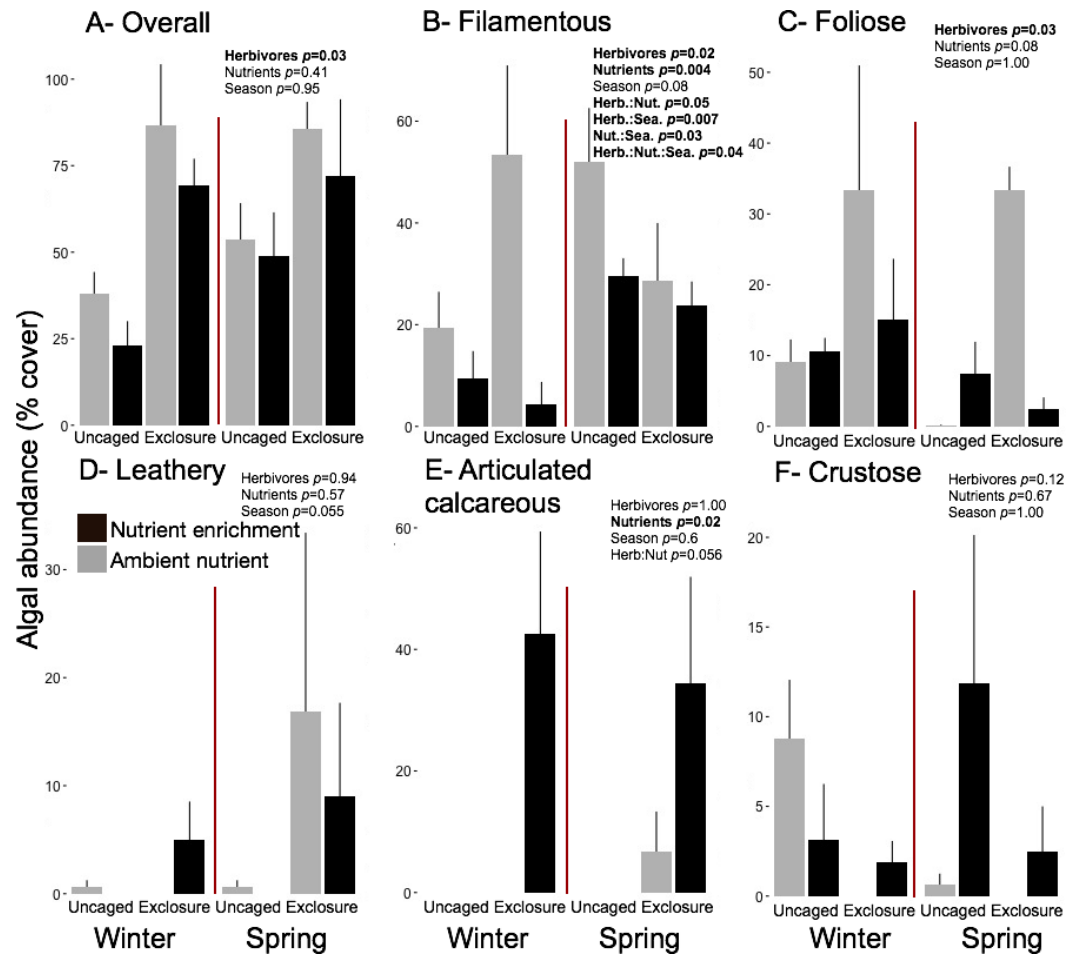 A- Overall
Herbivores p=0.03
Nutrients p=0.41
Season p=0.95
100
75
50
25
0
Uncaged Exclosure Uncaged Exclosure
B- Filamentous
Herbivores p=0.02
Nutrients p=0.004
Season p=0.08
Herb.:Nut. p=0.05
Herb.:Sea. p=0.007
Nut.:Sea. p=0.03
Herb.:Nut.:Sea. p=0.04
60
40
20
0
Uncaged Exclosure Uncaged Exclosure
C- Foliose
Herbivores p=0.03
Nutrients p=0.08
Season p=1.00
50
40
30
20
10
0
Uncaged Exclosure Uncaged Exclosure
Algal abundance (% cover)
D- Leathery
Herbivores p=0.94
Nutrients p=0.57
Season p=0.055
Nutrient enrichment
Ambient nutrient
30
20
10
0
Uncaged Exclosure Uncaged Exclosure
Winter Spring
E- Articulated
calcareous
Herbivores p=1.00
Nutrients p=0.02
Season p=0.6
Herb:Nut p=0.056
60
40
20
0
Uncaged Exclosure Uncaged Exclosure
Winter Spring
F- Crustose
Herbivores p=0.12
Nutrients p=0.67
Season p=1.00
20
15
10
5
0
Uncaged Exclosure Uncaged Exclosure
Winter Spring